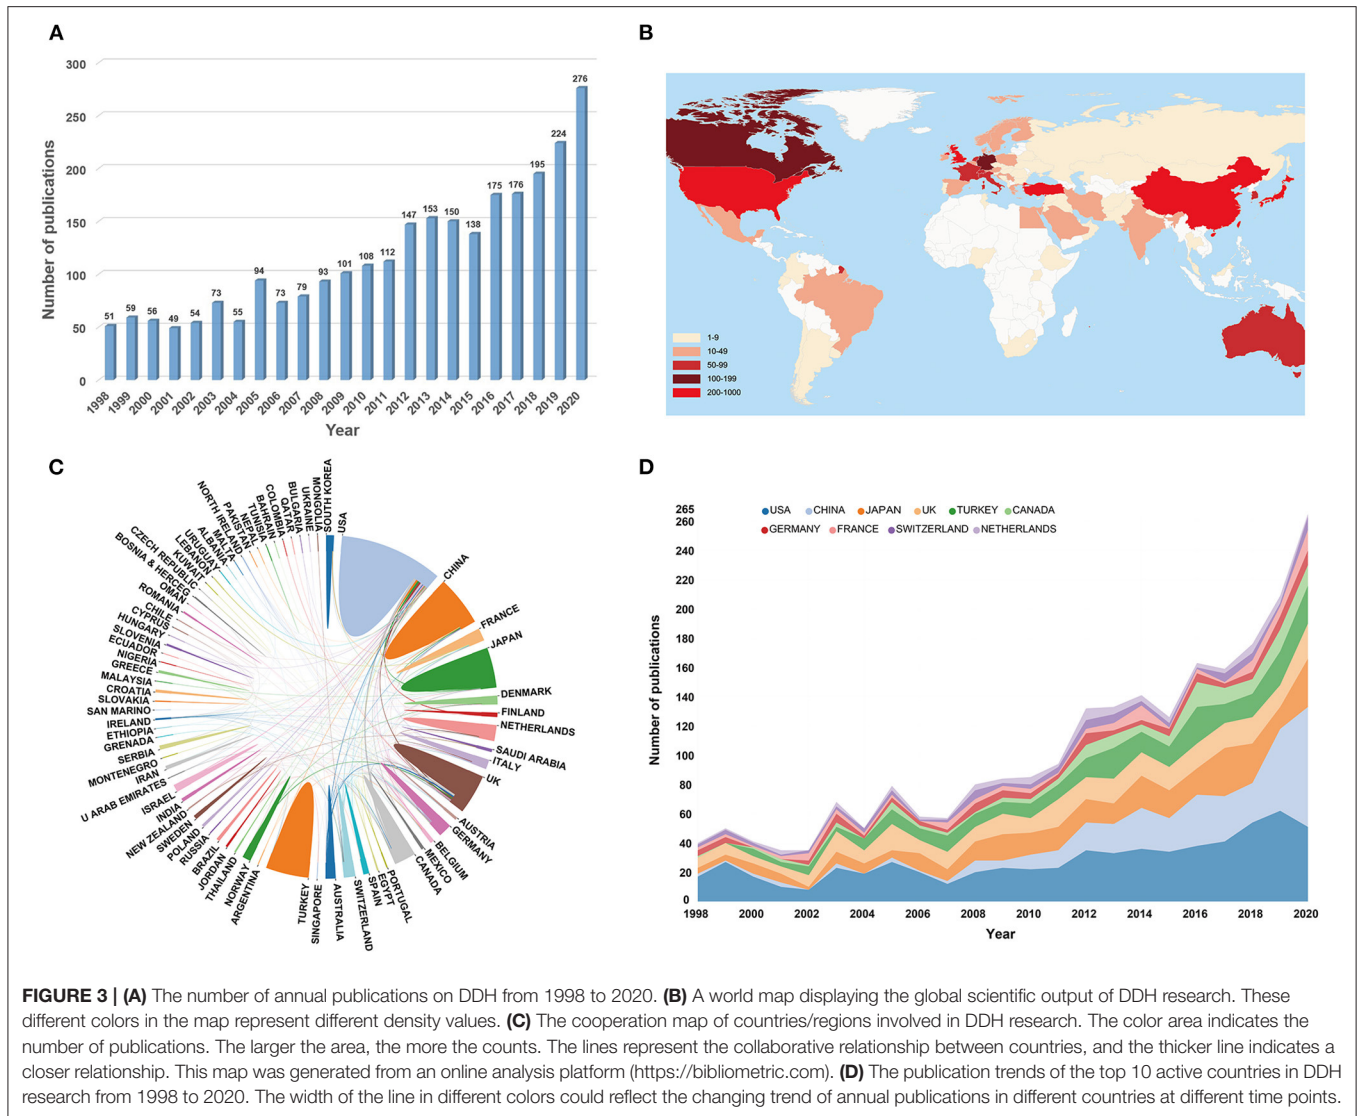 A
300
250
200
150
100
50
0
Number of publications
51
59
56
49
54
73
55
94
73
79
93
101
108
112
147
153
150
138
175
176
195
224
276
1998
1999
2000
2001
2002
2003
2004
2005
2006
2007
2008
2009
2010
2011
2012
2013
2014
2015
2016
2017
2018
2019
2020
Year
B
1-9
10-49
50-99
100-199
200-1000
C
SOUTH KOREA
USA
CHINA
FRANCE
JAPAN
DENMARK
FINLAND
NETHERLANDS
SAUDI ARABIA
ITALY
UK
AUSTRIA
GERMANY
BELGIUM
MEXICO
CANADA
PORTUGAL
EGYPT
SPAIN
SWITZERLAND
AUSTRALIA
SINGAPORE
TURKEY
ARGENTINA
NORWAY
THAILAND
JORDAN
BRAZIL
RUSSIA
POLAND
SWEDEN
NEW ZEALAND
INDIA
ISRAEL
U ARAB EMIRATES
IRAN
MONTENEGRO
SERBIA
GRENADA
ETHIOPIA
IRELAND
SAN MARINO
SLOVAKIA
CROATIA
MALAYSIA
GREECE
NIGERIA
ECUADOR
SLOVENIA
HUNGARY
CYPRUS
CHILE
ROMANIA
OMAN
BOSNIA & HERCEG
CZECH REPUBLIC
KUWAIT
LEBANON
URUGUAY
ALBANIA
MALTA
NORTH IRELAND
PAKISTAN
NEPAL
TUNISIA
BAHRAIN
COLOMBIA
QATAR
BULGARIA
UKRAINE
MONGOLIA
D
USA CHINA JAPAN UK TURKEY CANADA
GERMANY FRANCE SWITZERLAND NETHERLANDS
265
260
240
220
200
180
160
140
120
100
80
60
40
20
0
Number of publications
1998 2000 2002 2004 2006 2008 2010 2012 2014 2016 2018 2020
Year
FIGURE 3 | (A) The number of annual publications on DDH from 1998 to 2020. (B) A world map displaying the global scientific output of DDH research. These
different colors in the map represent different density values. (C) The cooperation map of countries/regions involved in DDH research. The color area indicates the
number of publications. The larger the area, the more the counts. The lines represent the collaborative relationship between countries, and the thicker line indicates a
closer relationship. This map was generated from an online analysis platform (https://bibliometric.com). (D) The publication trends of the top 10 active countries in DDH
research from 1998 to 2020. The width of the line in different colors could reflect the changing trend of annual publications in different countries at different time points.